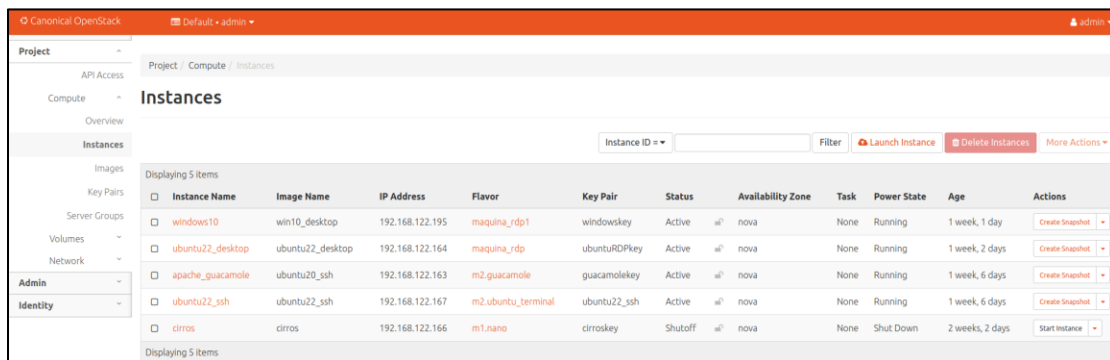 Canonical OpenStack Default • admin admin
Project
API Access
Compute
Overview
Instances
Images
Key Pairs
Server Groups
Volumes
Network
Admin
Identity
Project / Compute / Instances
Instances
Instance ID = Filter Launch Instance Delete Instances More Actions
Displaying 5 items
Instance Name Image Name IP Address Flavor Key Pair Status Availability Zone Task Power State Age Actions
windows10 win10_desktop 192.168.122.195 maquina_rdp1 windowskey Active nova None Running 1 week, 1 day Create Snapshot
ubuntu22_desktop ubuntu22_desktop 192.168.122.164 maquina_rdp ubuntuRDPkey Active nova None Running 1 week, 2 days Create Snapshot
apache_guacamole ubuntu20_ssh 192.168.122.163 m2.guacamole guacamolekey Active nova None Running 1 week, 6 days Create Snapshot
ubuntu22_ssh ubuntu22_ssh 192.168.122.167 m2.ubuntu_terminal ubuntu22_ssh Active nova None Running 1 week, 6 days Create Snapshot
cirros cirros 192.168.122.166 m1.nano cirroskey Shutoff nova None Shut Down 2 weeks, 2 days Start Instance
Displaying 5 items